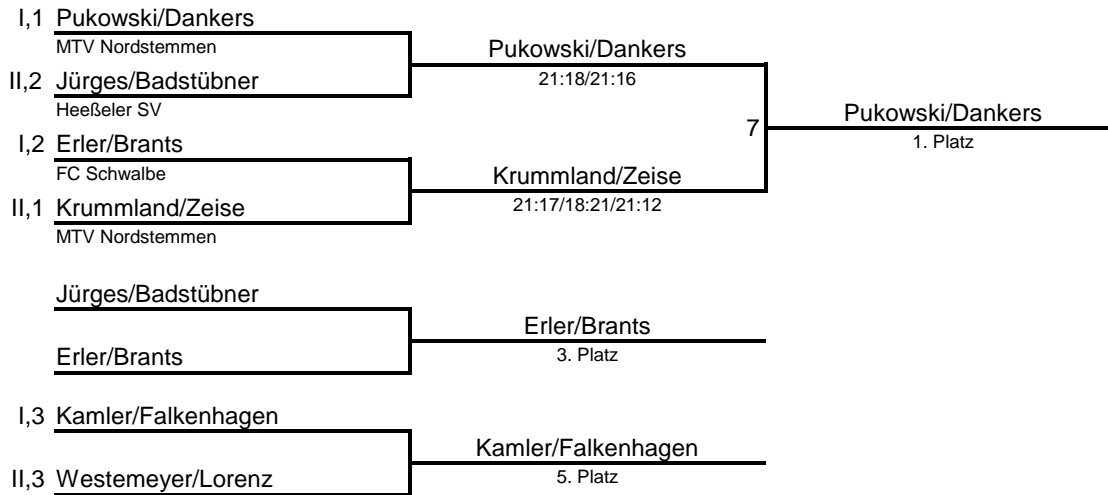 I,1 Pukowski/Dankers
MTV Nordstemmen
Pukowski/Dankers
II,2 Jürges/Badstübner
21:18/21:16
Heeßeler SV
Pukowski/Dankers
I,2 Erler/Brants
7
1. Platz
FC Schwalbe
Krummland/Zeise
II,1 Krummland/Zeise
21:17/18:21/21:12
MTV Nordstemmen
Jürges/Badstübner
Erler/Brants
Erler/Brants
3. Platz
I,3 Kamler/Falkenhagen
Kamler/Falkenhagen
II,3 Westemeyer/Lorenz
5. Platz